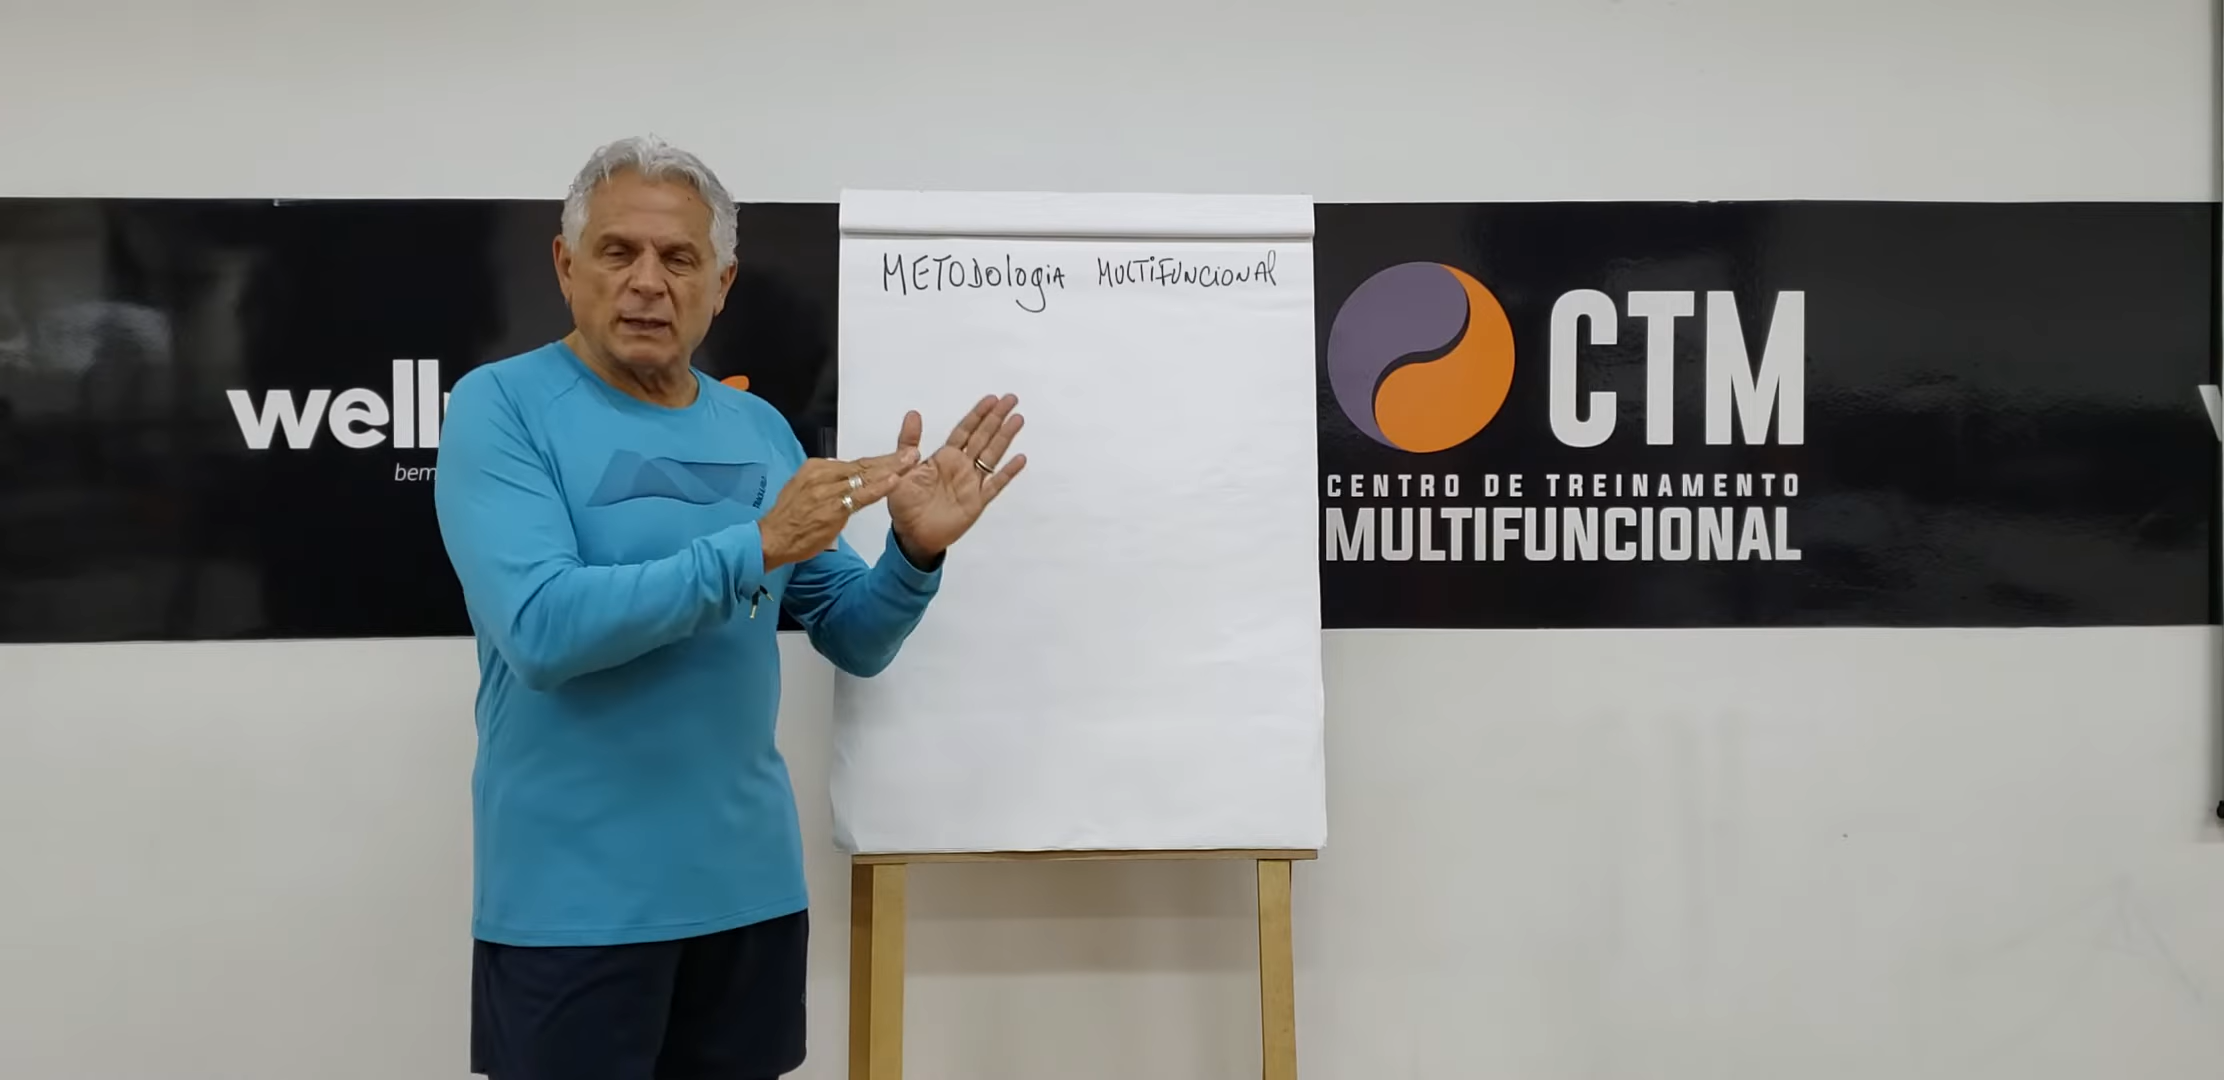 METODologiA MULTiFUNCioNAl
well
bem
CTM
CENTRO DE TREINAMENTO
MULTIFUNCIONAL